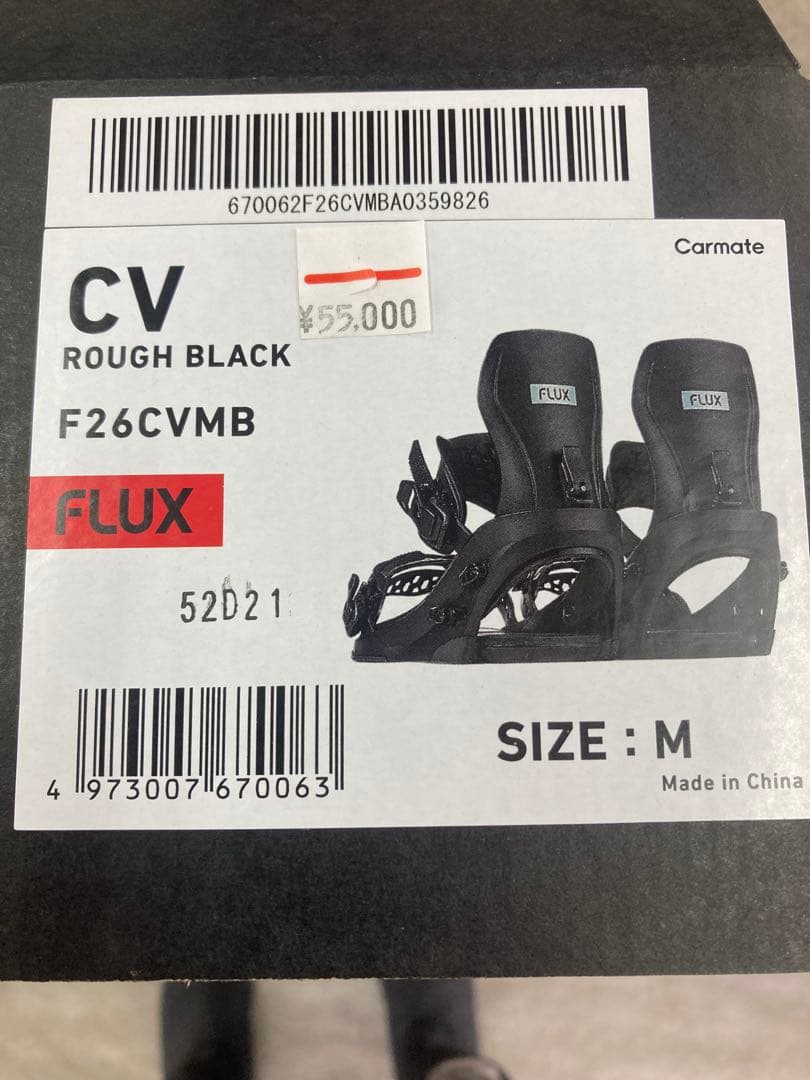 670062F26CVMBA0359826
Carmate
CV
¥55,000
ROUGH BLACK
F26CVMB
FLUX
FLUX
FLUX
52D21
4 973007 670063
SIZE : M
Made in China